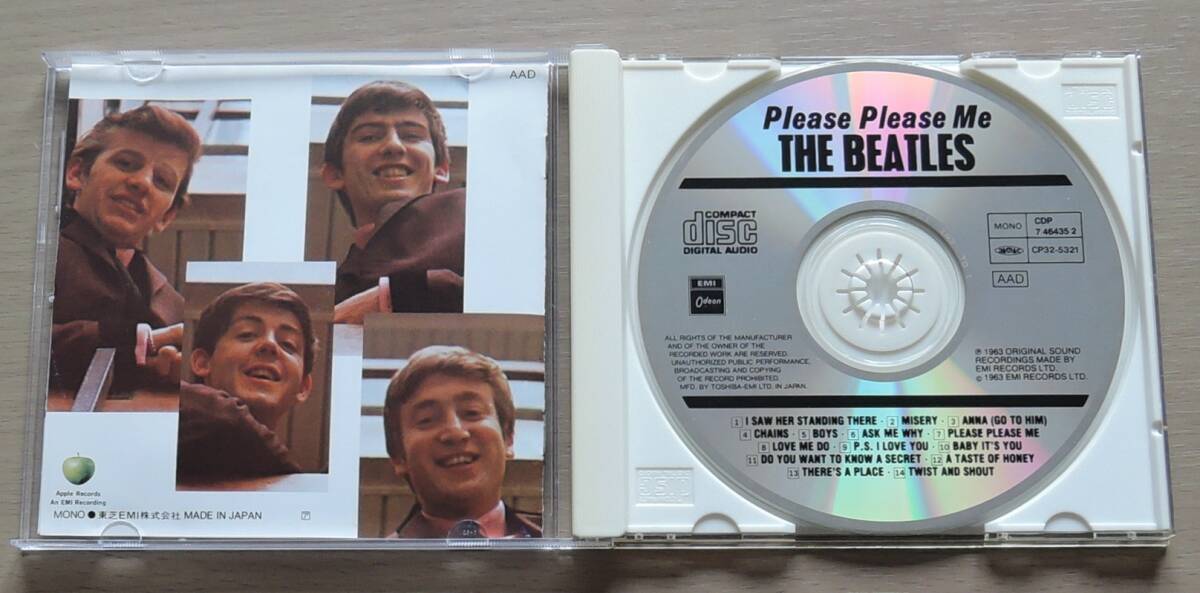 AAD
Apple Records
An EMI Recording
MONO ● 東芝EMI株式会社 MADE IN JAPAN ア
Please Please Me
THE BEATLES
COMPACT
disc
DIGITAL AUDIO
EMI
Odeon
MONO CDP 7 46435 2
CP32-5321
AAD
ALL RIGHTS OF THE MANUFACTURER
AND OF THE OWNER OF THE
RECORDED WORK ARE RESERVED.
UNAUTHORIZED PUBLIC PERFORMANCE,
BROADCASTING AND COPYING
OF THE RECORD PROHIBITED.
MFD. BY TOSHIBA-EMI LTD. IN JAPAN.
℗ 1963 ORIGINAL SOUND
RECORDINGS MADE BY
EMI RECORDS LTD.
© 1963 EMI RECORDS LTD.
1 I SAW HER STANDING THERE · 2 MISERY · 3 ANNA (GO TO HIM)
4 CHAINS · 5 BOYS · 6 ASK ME WHY · 7 PLEASE PLEASE ME
8 LOVE ME DO · 9 P.S. I LOVE YOU · 10 BABY IT'S YOU
11 DO YOU WANT TO KNOW A SECRET · 12 A TASTE OF HONEY
13 THERE'S A PLACE · 14 TWIST AND SHOUT